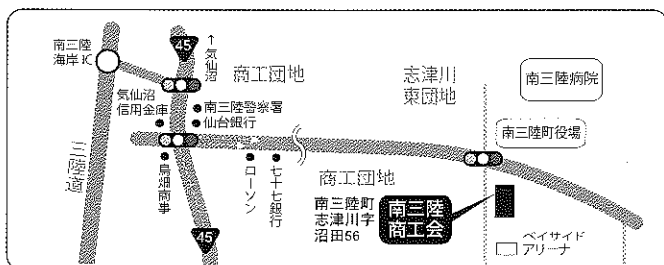 南三陸
海岸IC
45
↑気仙沼
商工団地
志津川
東団地
南三陸病院
気仙沼
信用金庫
南三陸警察署
仙台銀行
南三陸町役場
三陸道
鳥畑商事
ローソン
七十七銀行
商工団地
南三陸町
志津川字
沼田56
南三陸
商工会
45
ベイサイド
アリーナ